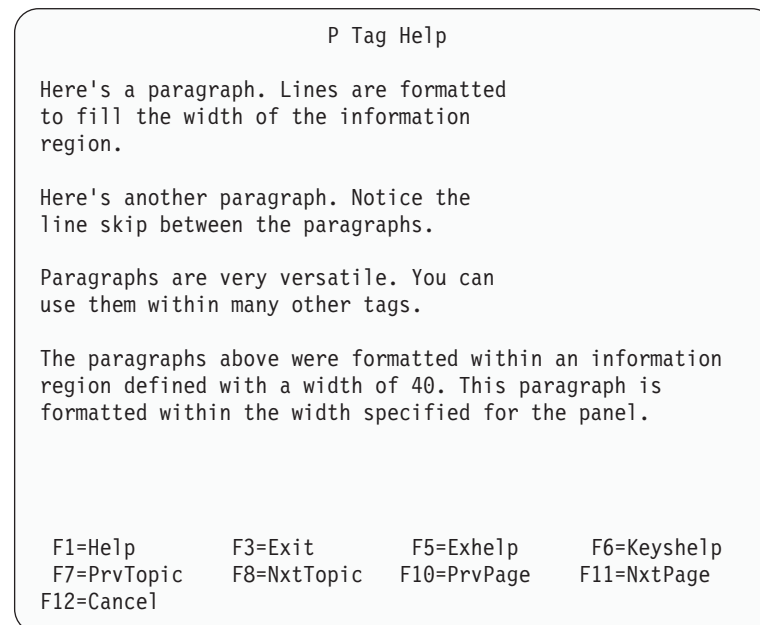 P Tag Help
Here's a paragraph. Lines are formatted
to fill the width of the information
region.
Here's another paragraph. Notice the
line skip between the paragraphs.
Paragraphs are very versatile. You can
use them within many other tags.
The paragraphs above were formatted within an information
region defined with a width of 40. This paragraph is
formatted within the width specified for the panel.
F1=Help F3=Exit F5=Exhelp F6=Keyshelp
F7=PrvTopic F8=NxtTopic F10=PrvPage F11=NxtPage
F12=Cancel